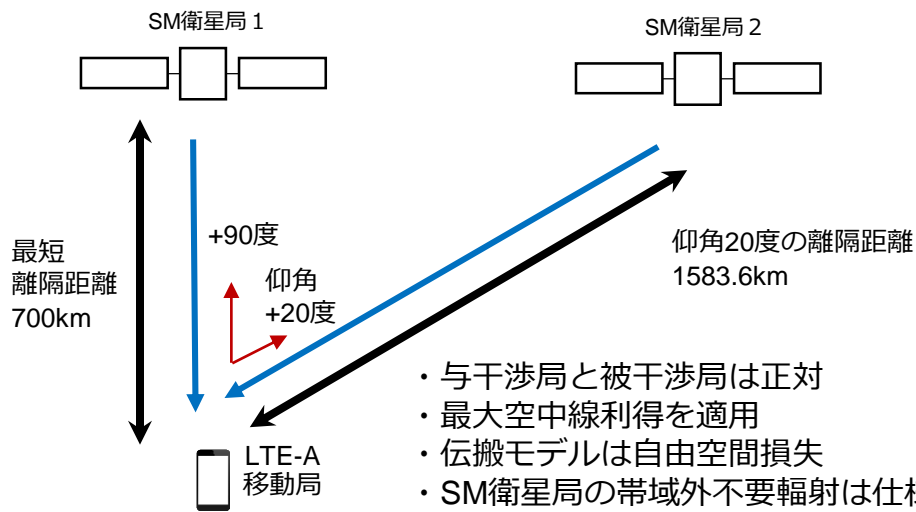 SM衛星局1
SM衛星局2
最短
離隔距離
700km
+90度
仰角
+20度
仰角20度の離隔距離
1583.6km
・与干渉局と被干渉局は正対
・最大空中線利得を適用
・伝搬モデルは自由空間損失
・SM衛星局の帯域外不要輻射は仕様
LTE-A
移動局